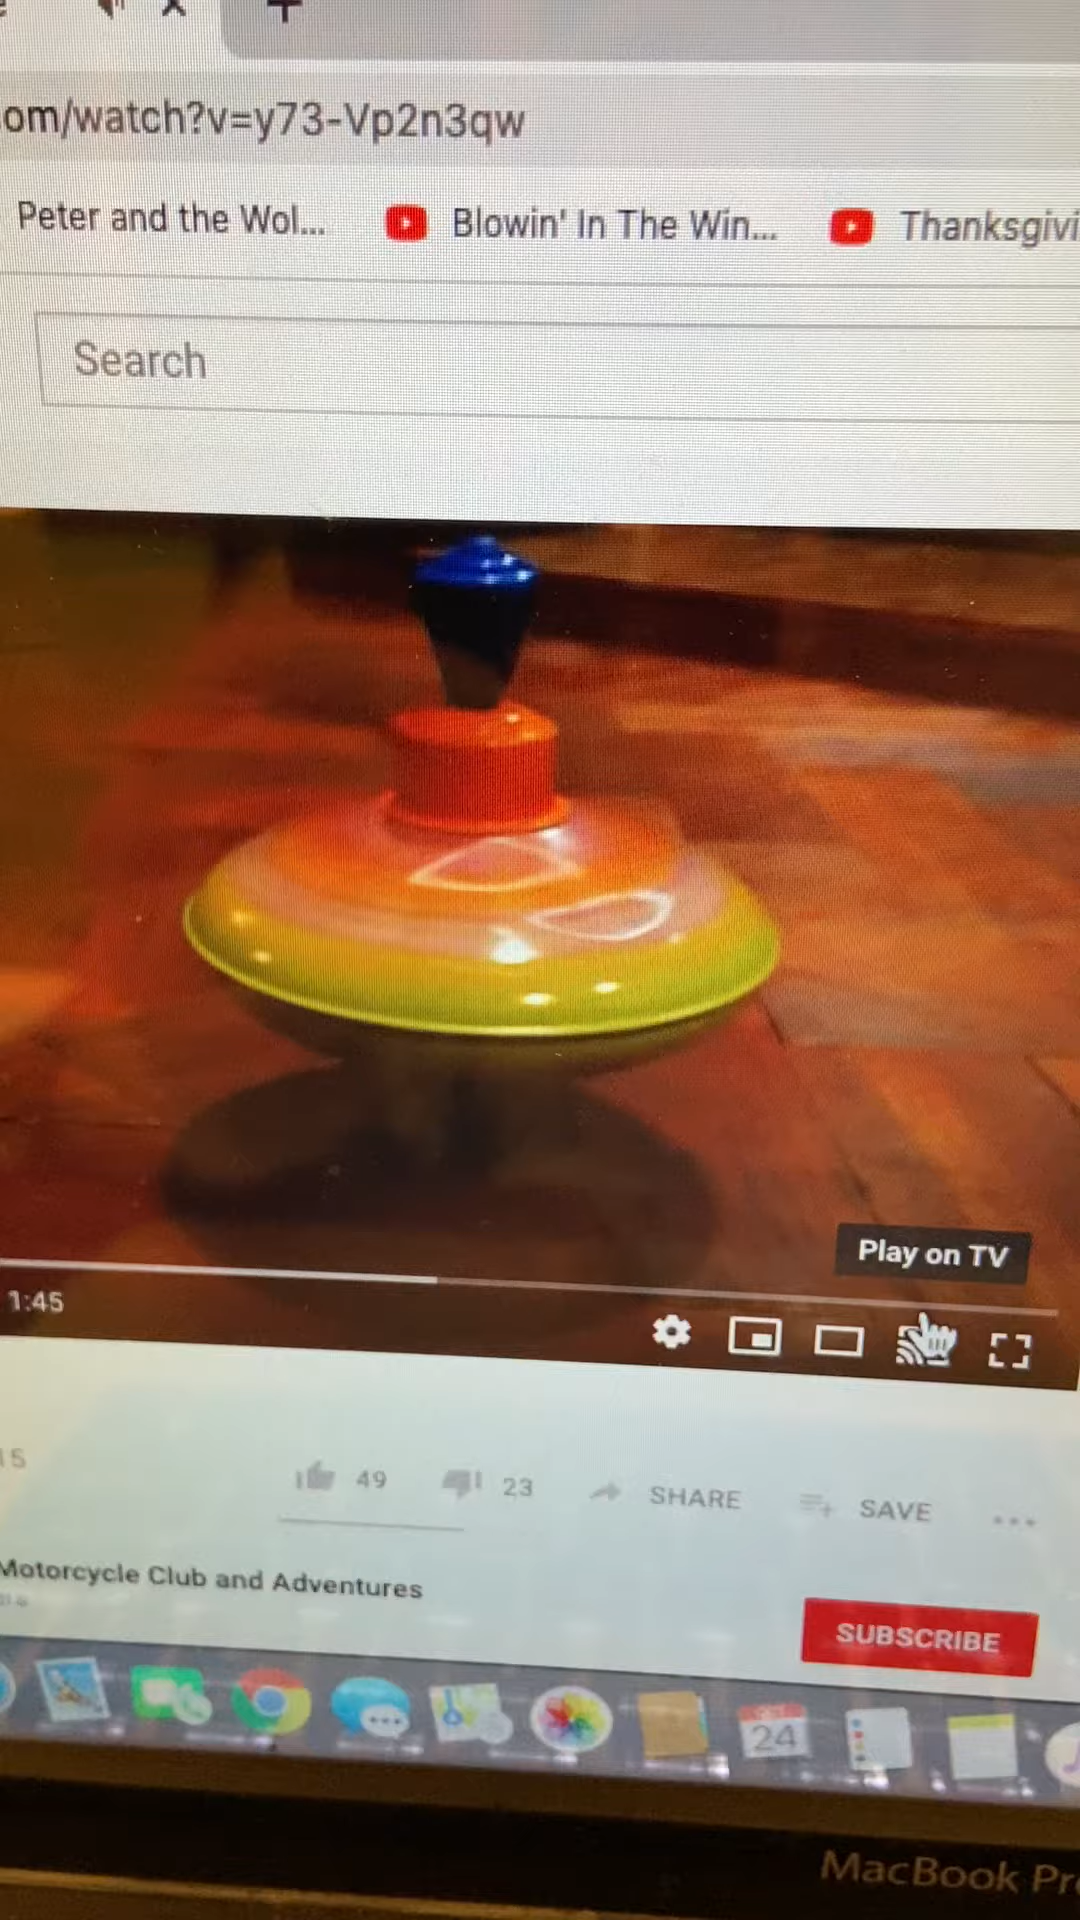 om/watch?v=y73-Vp2n3qw
Peter and the Wol... Blowin' In The Win... Thanksgivi
Search
Play on TV
1:45
15
49 23 SHARE SAVE
Motorcycle Club and Adventures
SUBSCRIBE
24
MacBook Pr